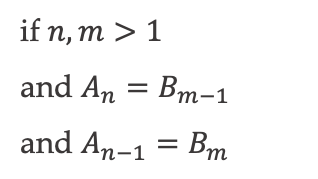 if n, m > 1
and Aₙ = Bₘ₋₁
and Aₙ₋₁ = Bₘ